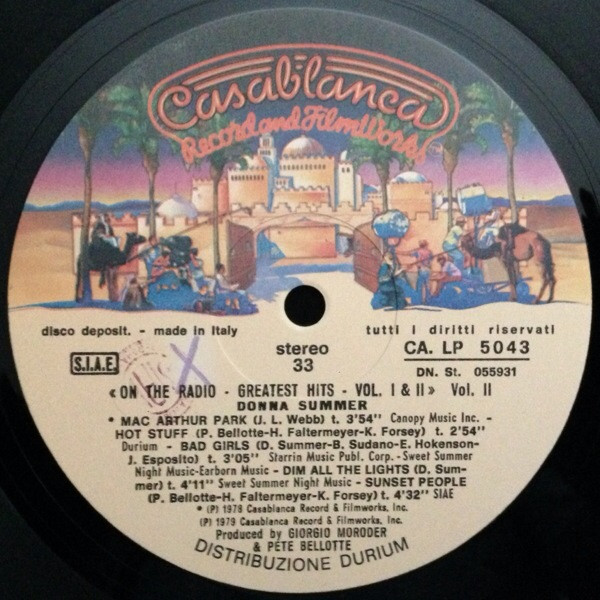 Casablanca
Record and FilmWorks
disco deposit. - made in Italy
tutti i diritti riservati
stereo
33
S.I.A.E.
CA. LP 5043
DN. St. 055931
«ON THE RADIO - GREATEST HITS - VOL. I & II» Vol. II
DONNA SUMMER
* MAC ARTHUR PARK (J. L. Webb) t. 3'54" Canopy Music Inc. -
HOT STUFF (P. Bellotte-H. Faltermeyer-K. Forsey) t. 2'54"
Durium - BAD GIRLS (D. Summer-B. Sudano-E. Hokenson-
J. Esposito) t. 3'05" Starrin Music Publ. Corp. - Sweet Summer
Night Music-Earborn Music - DIM ALL THE LIGHTS (D. Sum-
mer) t. 4'11" Sweet Summer Night Music - SUNSET PEOPLE
(P. Bellotte-H. Faltermeyer-K. Forsey) t. 4'32" SIAE
* (P) 1978 Casablanca Record & Filmworks, Inc.
(P) 1979 Casablanca Record & Filmworks, Inc.
Produced by GIORGIO MORODER
& PETE BELLOTTE
DISTRIBUZIONE DURIUM